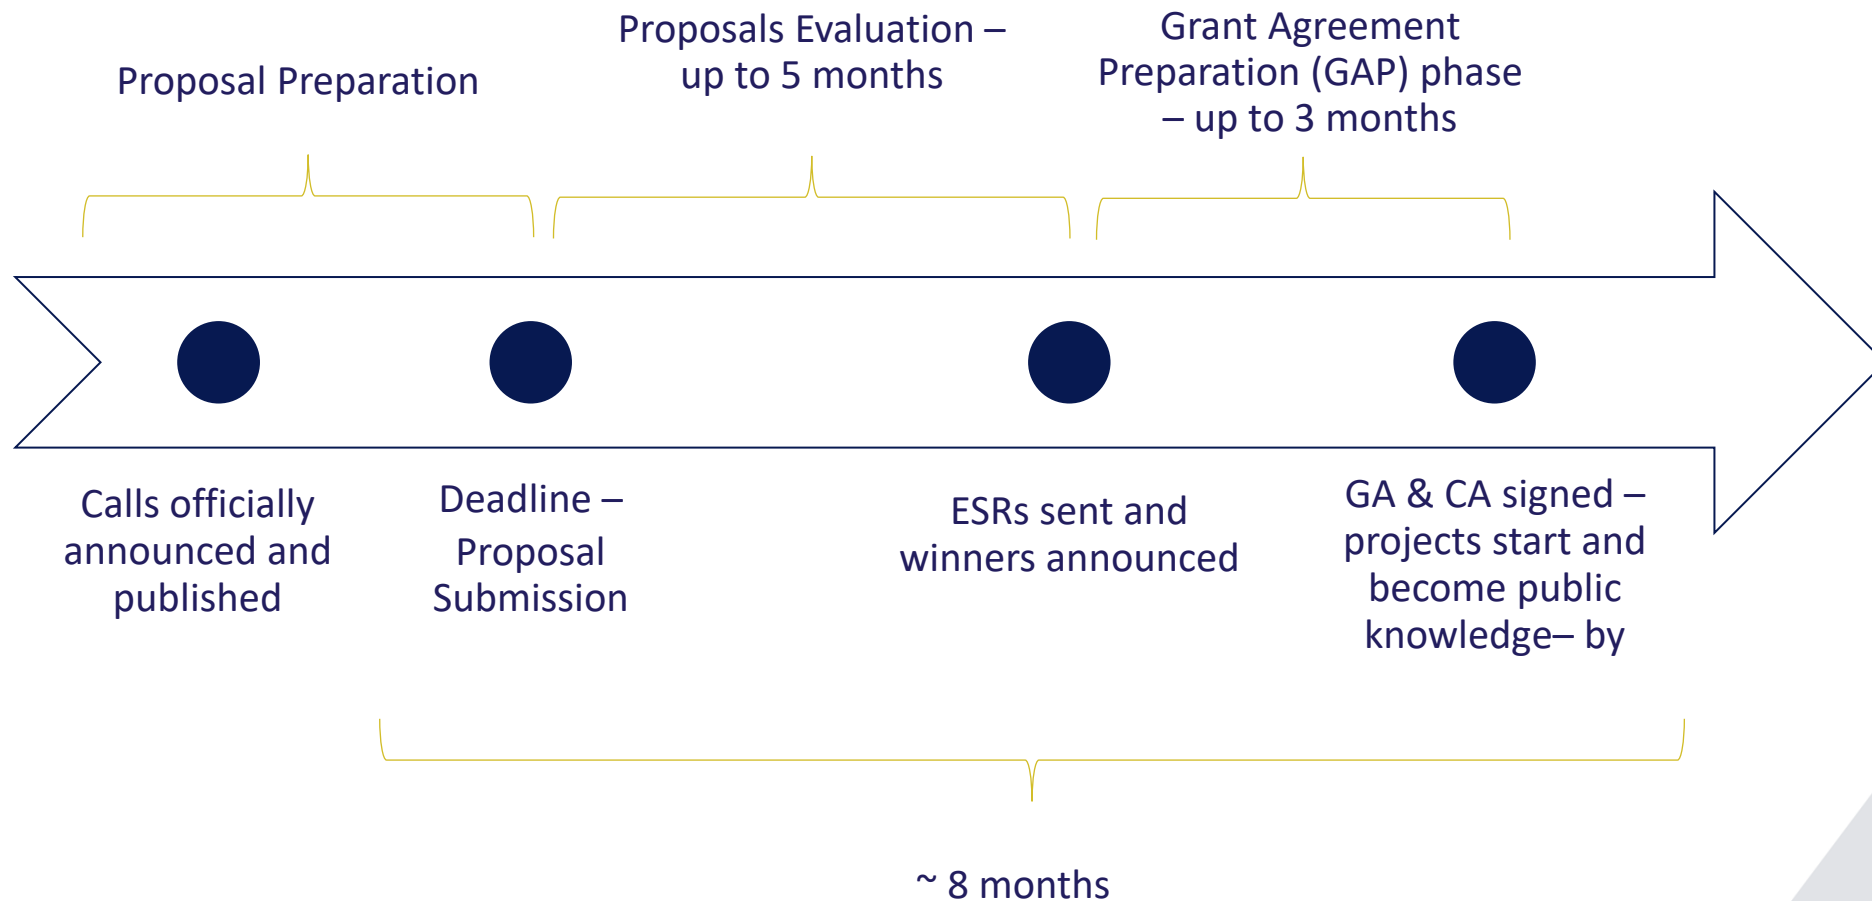 Proposal Preparation
Proposals Evaluation –
up to 5 months
Grant Agreement
Preparation (GAP) phase
– up to 3 months
Calls officially
announced and
published
Deadline –
Proposal
Submission
ESRs sent and
winners announced
GA & CA signed –
projects start and
become public
knowledge– by
~ 8 months